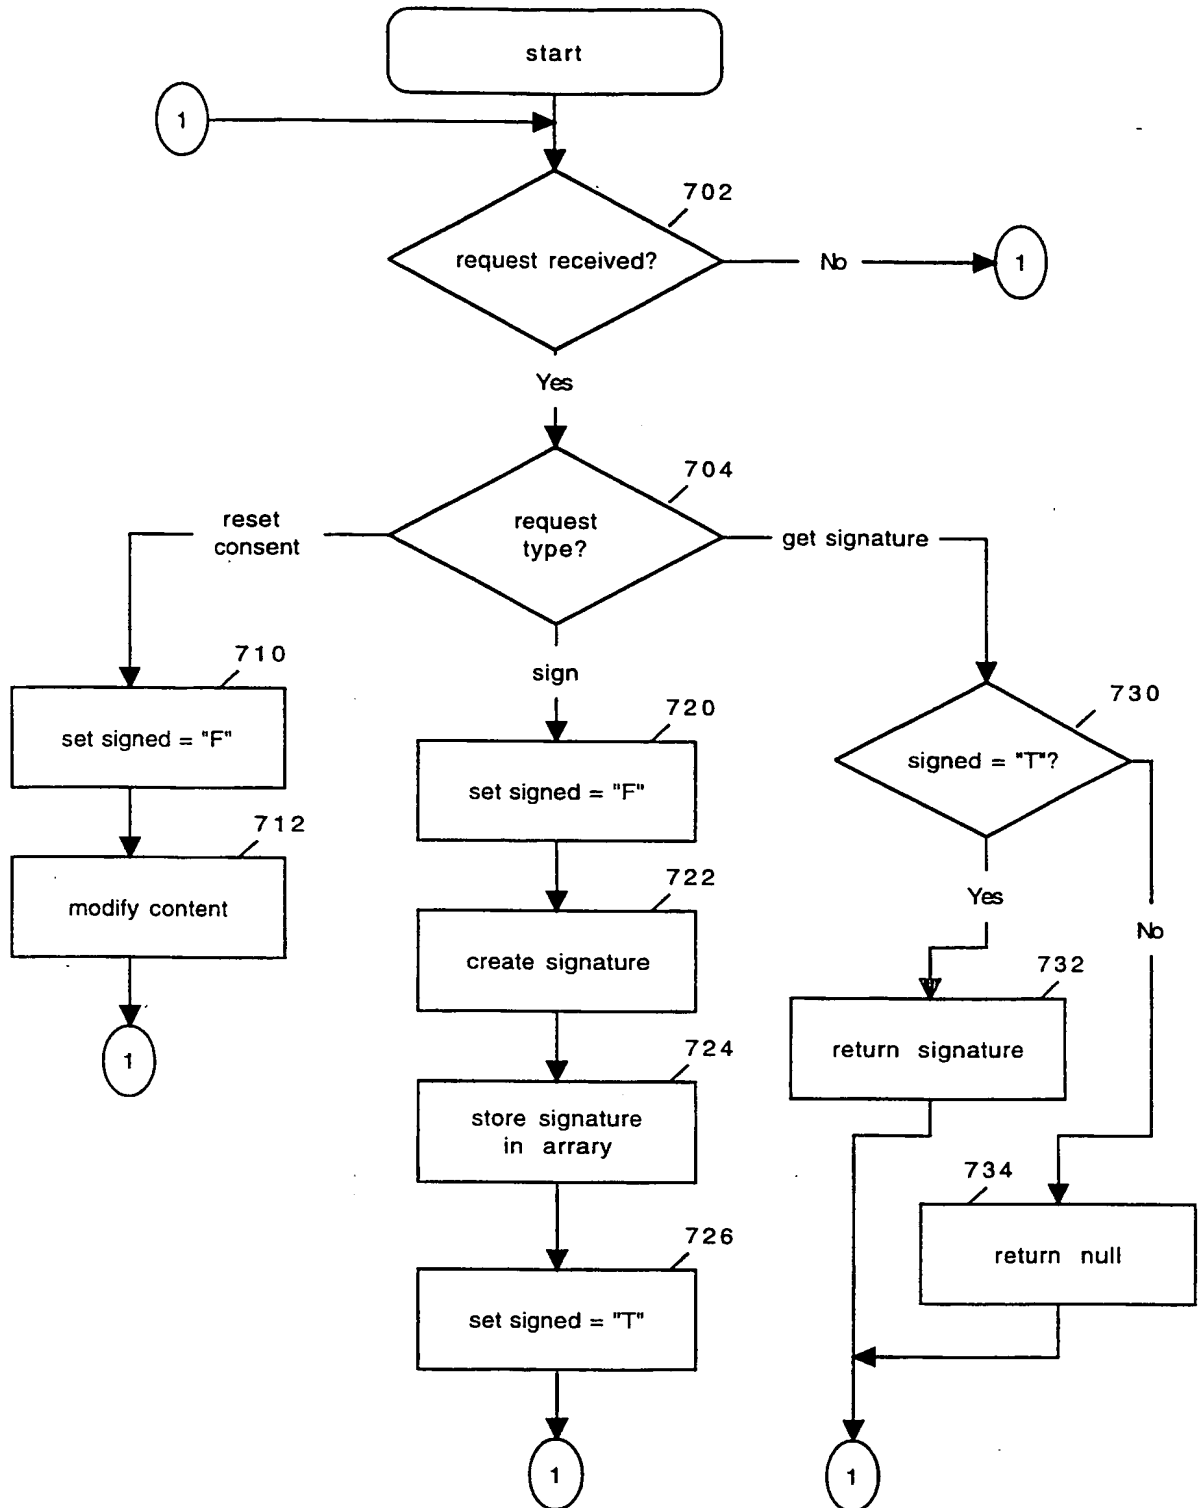 start
1
702
request received?
No
1
Yes
704
request
type?
reset
consent
get signature
sign
710
set signed = "F"
712
modify content
1
720
set signed = "F"
722
create signature
724
store signature
in arrary
726
set signed = "T"
1
730
signed = "T"?
Yes
No
732
return signature
734
return null
1